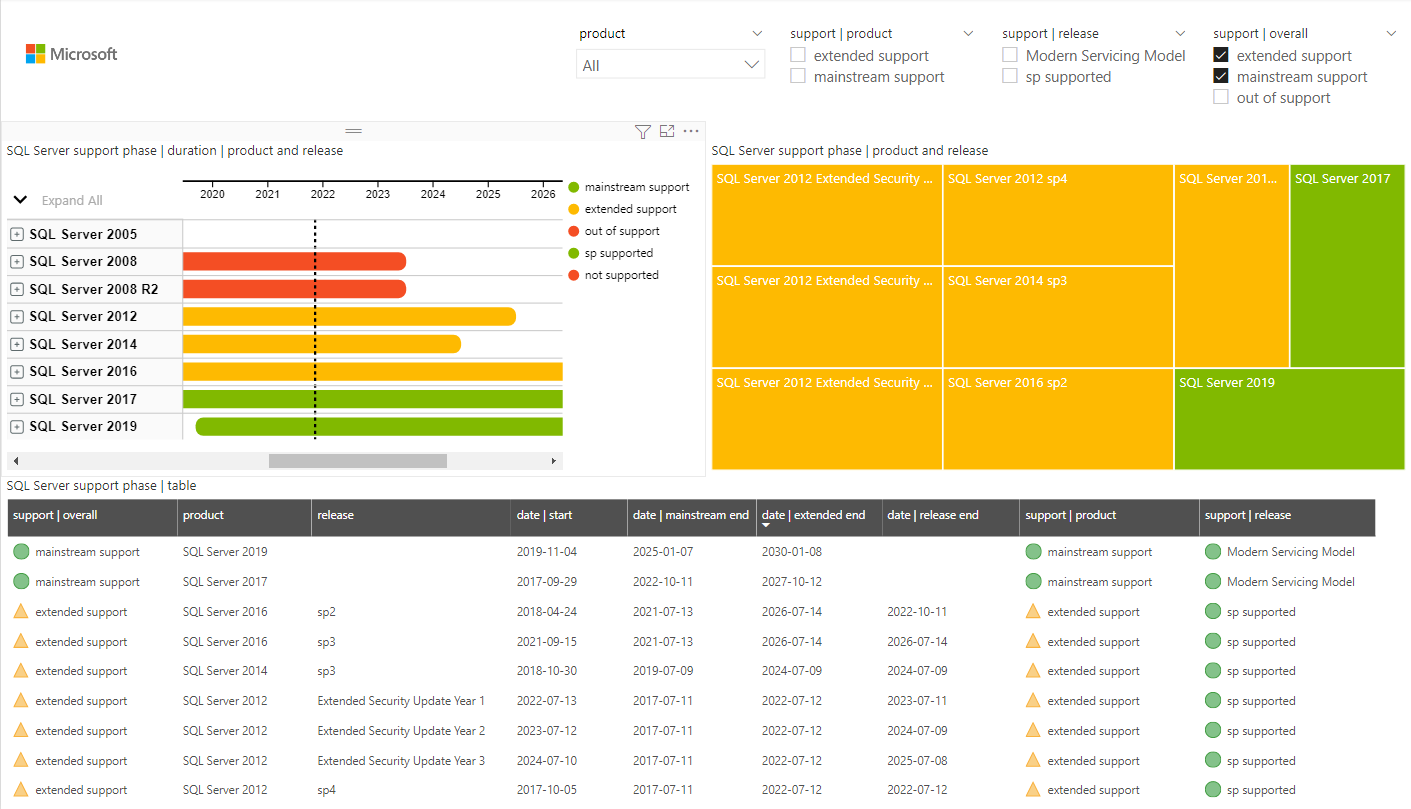 Microsoft
product
All
support | product
extended support
mainstream support
support | release
Modern Servicing Model
sp supported
support | overall
extended support
mainstream support
out of support
SQL Server support phase | duration | product and release
Expand All
2020 2021 2022 2023 2024 2025 2026
SQL Server 2005
SQL Server 2008
SQL Server 2008 R2
SQL Server 2012
SQL Server 2014
SQL Server 2016
SQL Server 2017
SQL Server 2019
mainstream support
extended support
out of support
sp supported
not supported
SQL Server support phase | product and release
SQL Server 2012 Extended Security ...
SQL Server 2012 sp4
SQL Server 201...
SQL Server 2017
SQL Server 2012 Extended Security ...
SQL Server 2014 sp3
SQL Server 2012 Extended Security ...
SQL Server 2016 sp2
SQL Server 2019
SQL Server support phase | table
support | overall product release date | start date | mainstream end date | extended end date | release end support | product support | release
mainstream support SQL Server 2019 2019-11-04 2025-01-07 2030-01-08 mainstream support Modern Servicing Model
mainstream support SQL Server 2017 2017-09-29 2022-10-11 2027-10-12 mainstream support Modern Servicing Model
extended support SQL Server 2016 sp2 2018-04-24 2021-07-13 2026-07-14 2022-10-11 extended support sp supported
extended support SQL Server 2016 sp3 2021-09-15 2021-07-13 2026-07-14 2026-07-14 extended support sp supported
extended support SQL Server 2014 sp3 2018-10-30 2019-07-09 2024-07-09 2024-07-09 extended support sp supported
extended support SQL Server 2012 Extended Security Update Year 1 2022-07-13 2017-07-11 2022-07-12 2023-07-11 extended support sp supported
extended support SQL Server 2012 Extended Security Update Year 2 2023-07-12 2017-07-11 2022-07-12 2024-07-09 extended support sp supported
extended support SQL Server 2012 Extended Security Update Year 3 2024-07-10 2017-07-11 2022-07-12 2025-07-08 extended support sp supported
extended support SQL Server 2012 sp4 2017-10-05 2017-07-11 2022-07-12 2022-07-12 extended support sp supported